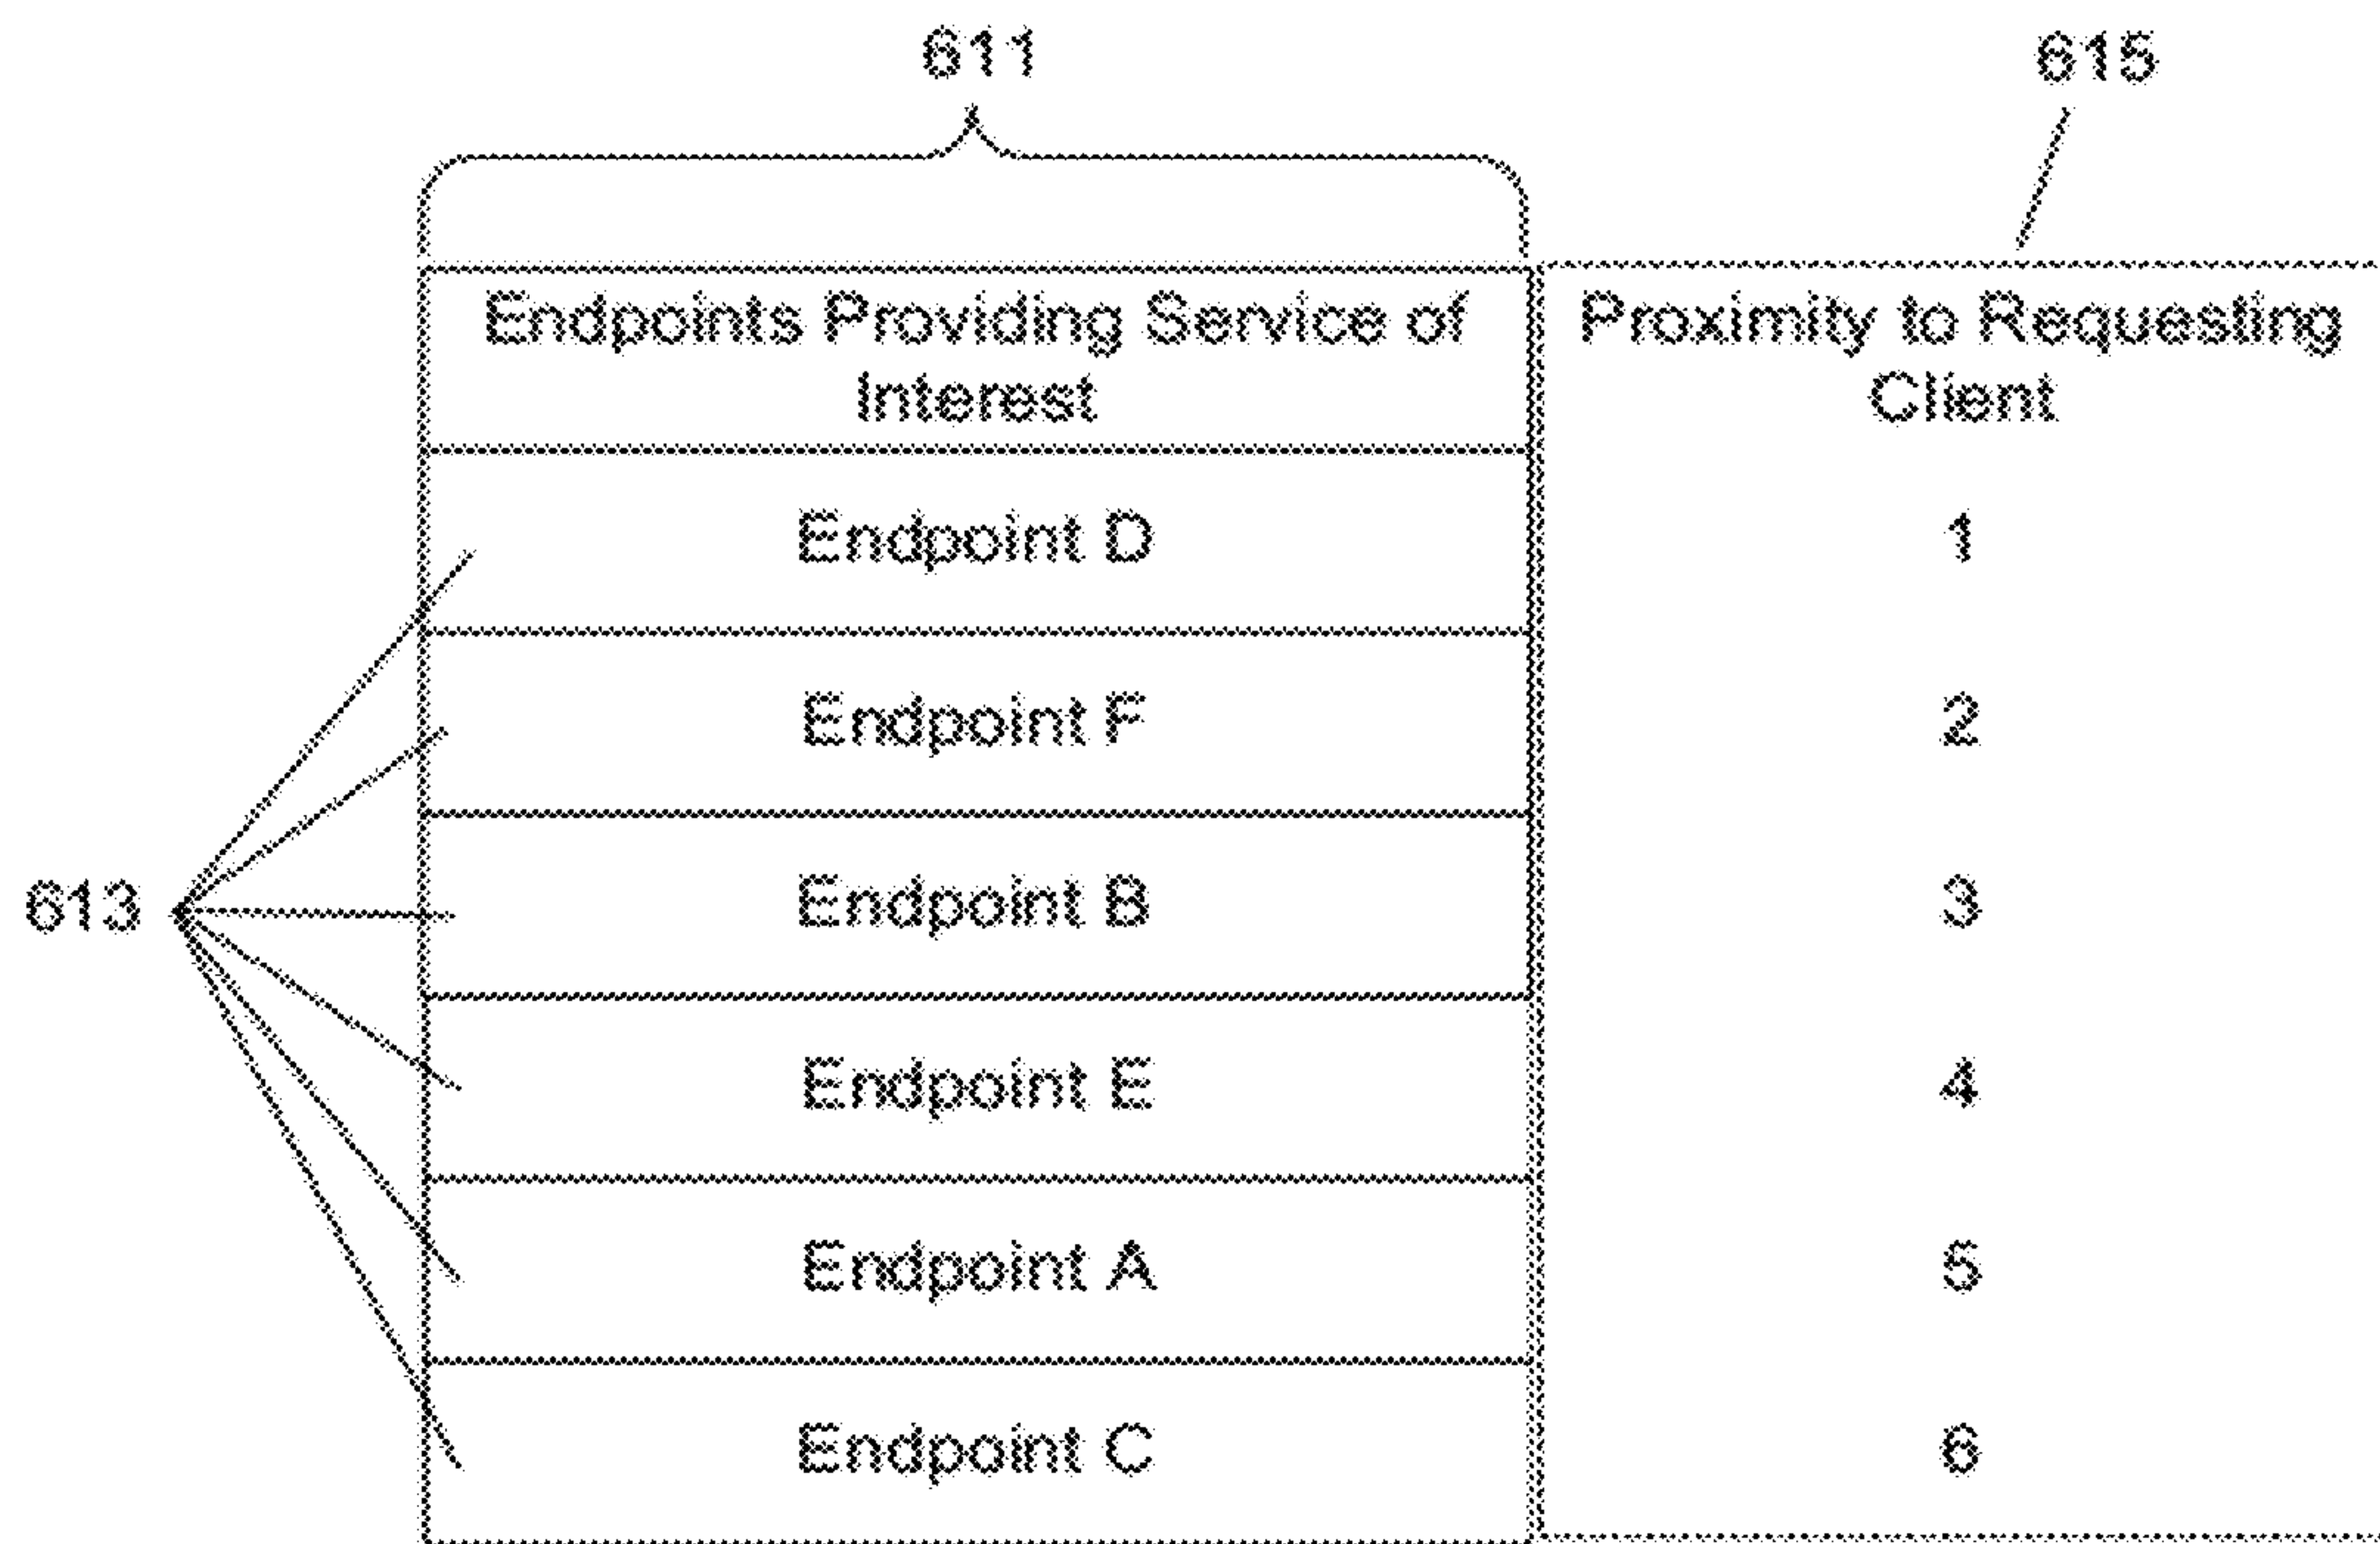 611 615
Endpoints Providing Service of Proximity to Requesting
Interest Client
Endpoint D 1
Endpoint F 2
Endpoint B 3
613
Endpoint E 4
Endpoint A 5
Endpoint C 6